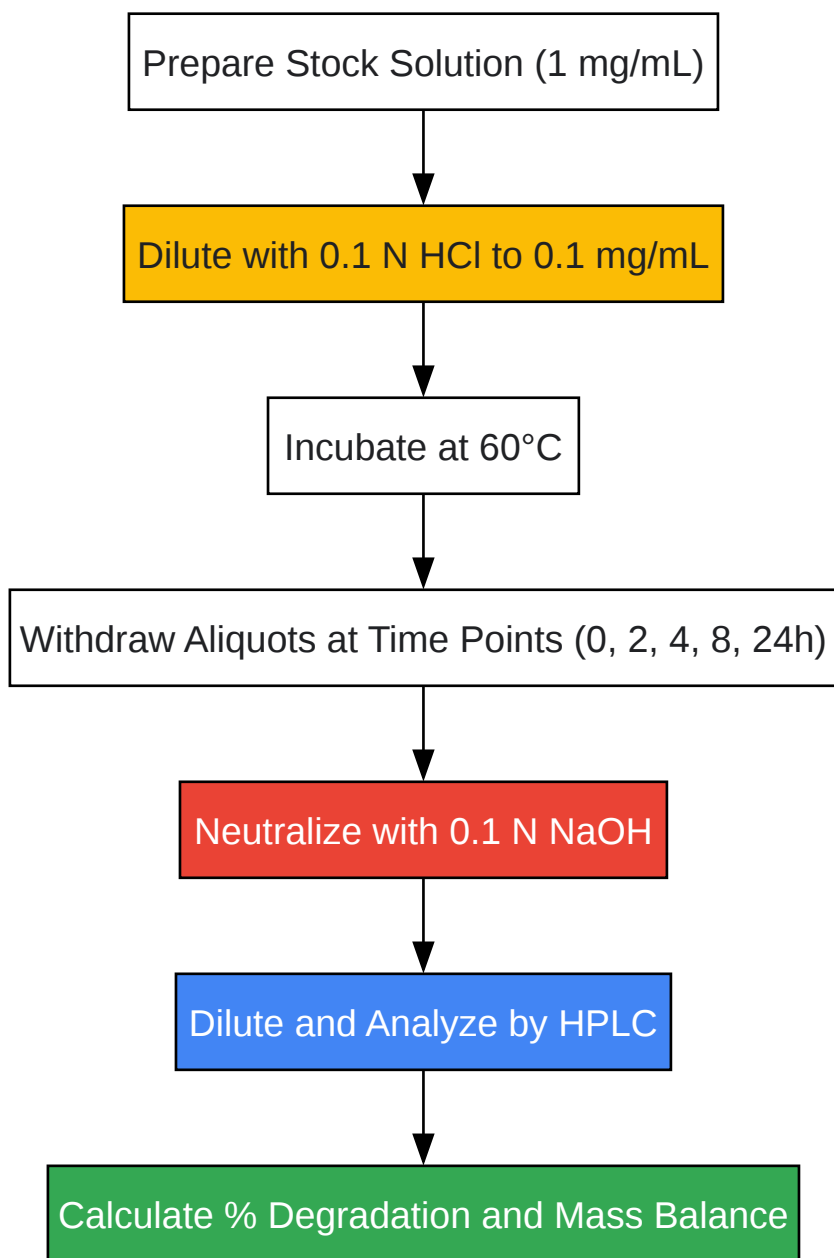 Prepare Stock Solution (1 mg/mL)
Dilute with 0.1 N HCl to 0.1 mg/mL
Incubate at 60°C
Withdraw Aliquots at Time Points (0, 2, 4, 8, 24h)
Neutralize with 0.1 N NaOH
Dilute and Analyze by HPLC
Calculate % Degradation and Mass Balance